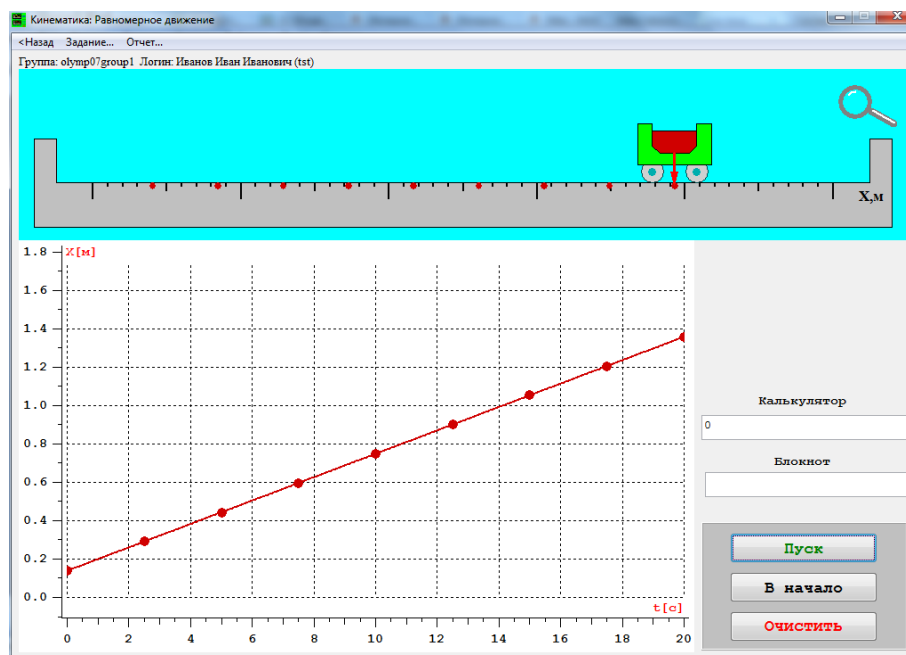 Кинематика: Равномерное движение
<Назад Задание... Отчет...
Группа: olymp07group1 Логин: Иванов Иван Иванович (tst)
X,м
1.8
X[м]
1.6
1.4
1.2
1.0
0.8
0.6
0.4
0.2
0.0
t[с]
0 2 4 6 8 10 12 14 16 18 20
Калькулятор
0
Блокнот
Пуск
В начало
Очистить